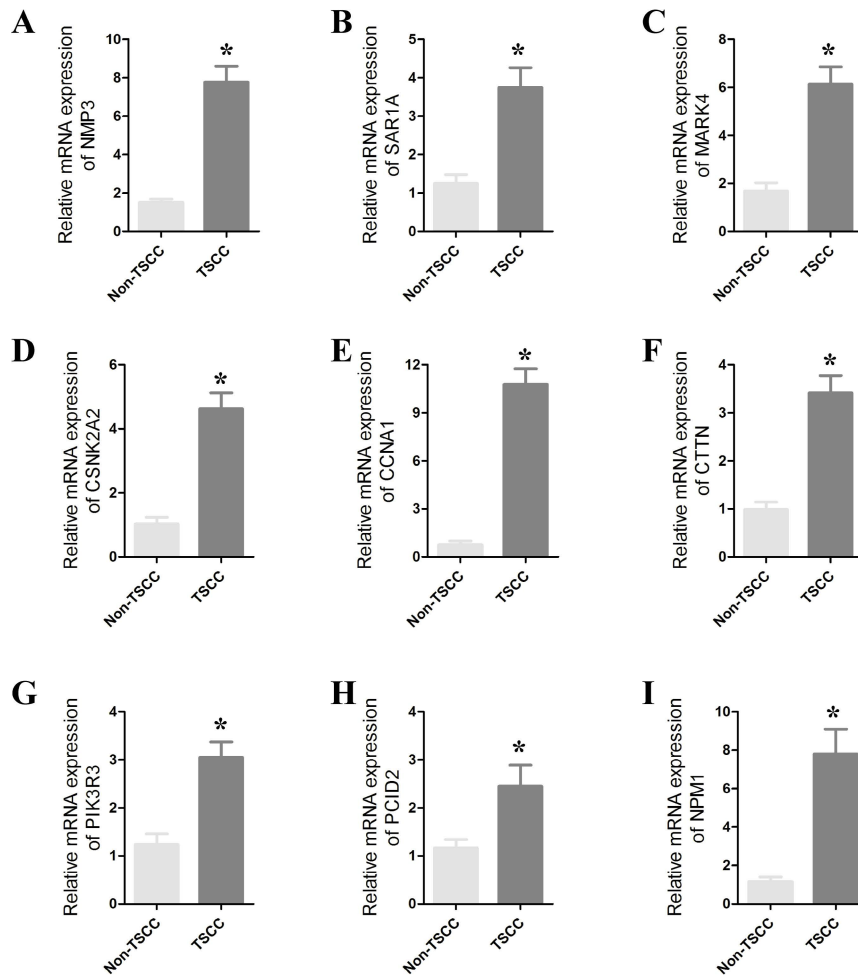 A
Relative mRNA expression
of NMP3
10
8
6
4
2
0
*
Non-TSCC
TSCC
B
Relative mRNA expression
of SAR1A
5
4
3
2
1
0
*
Non-TSCC
TSCC
C
Relative mRNA expression
of MARK4
8
6
4
2
0
*
Non-TSCC
TSCC
D
Relative mRNA expression
of CSNK2A2
6
4
2
0
*
Non-TSCC
TSCC
E
Relative mRNA expression
of CCNA1
12
9
6
3
0
*
Non-TSCC
TSCC
F
Relative mRNA expression
of CTTN
4
3
2
1
0
*
Non-TSCC
TSCC
G
Relative mRNA expression
of PIK3R3
4
3
2
1
0
*
Non-TSCC
TSCC
H
Relative mRNA expression
of PCID2
4
3
2
1
0
*
Non-TSCC
TSCC
I
Relative mRNA expression
of NPM1
10
8
6
4
2
0
*
Non-TSCC
TSCC